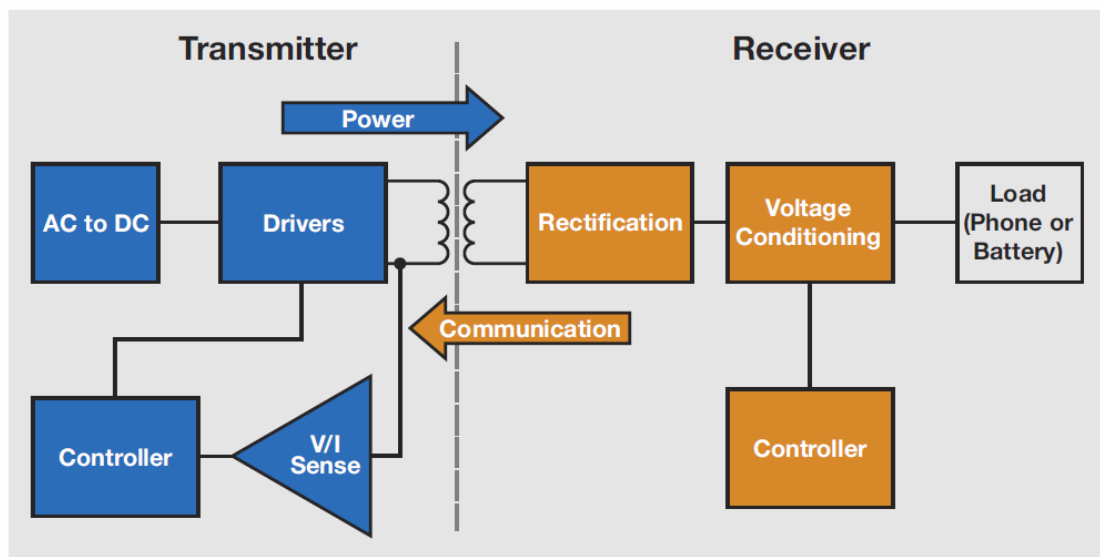 Transmitter
Receiver
Power
AC to DC
Drivers
Rectification
Voltage
Conditioning
Load
(Phone or
Battery)
Communication
Controller
V/I
Sense
Controller